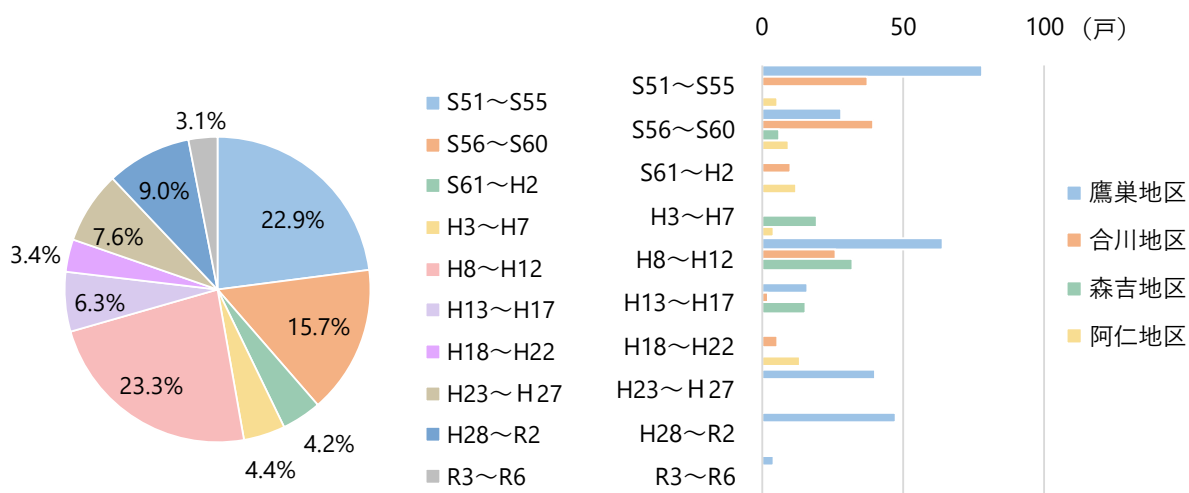 3.1%
9.0%
22.9%
7.6%
3.4%
6.3%
15.7%
23.3%
4.2%
4.4%
S51～S55
S56～S60
S61～H2
H3～H7
H8～H12
H13～H17
H18～H22
H23～Ｈ27
H28～R2
R3～R6
0 50 100 （戸）
S51～S55
S56～S60
S61～H2
H3～H7
H8～H12
H13～H17
H18～H22
H23～Ｈ27
H28～R2
R3～R6
鷹巣地区
合川地区
森吉地区
阿仁地区